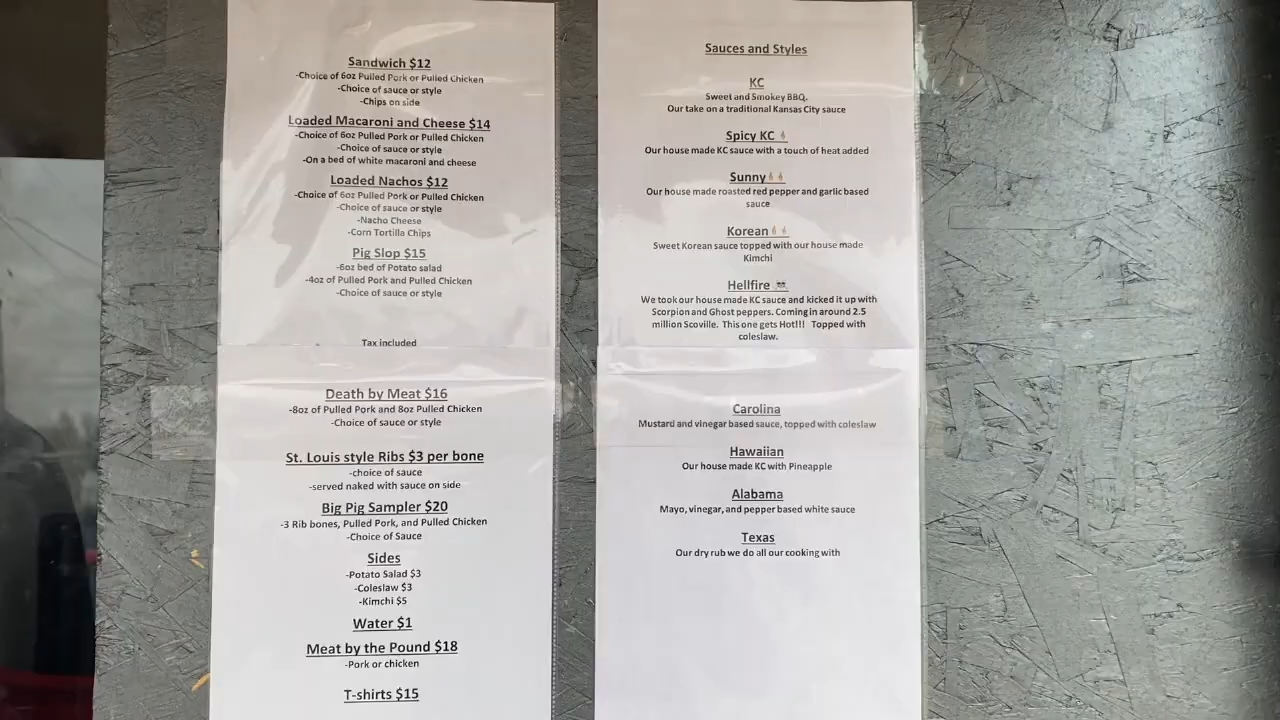 Sandwich $12
-Choice of 6oz Pulled Pork or Pulled Chicken
-Choice of sauce or style
-Chips on side
Loaded Macaroni and Cheese $14
-Choice of 6oz Pulled Pork or Pulled Chicken
-Choice of sauce or style
-On a bed of white macaroni and cheese
Loaded Nachos $12
-Choice of 6oz Pulled Pork or Pulled Chicken
-Choice of sauce or style
-Nacho Cheese
-Corn Tortilla Chips
Pig Slop $15
-6oz bed of Potato salad
-4oz of Pulled Pork and Pulled Chicken
-Choice of sauce or style
Tax included
Death by Meat $16
-8oz of Pulled Pork and 8oz Pulled Chicken
-Choice of sauce or style
St. Louis style Ribs $3 per bone
-choice of sauce
-served naked with sauce on side
Big Pig Sampler $20
-3 Rib bones, Pulled Pork, and Pulled Chicken
-Choice of Sauce
Sides
-Potato Salad $3
-Coleslaw $3
-Kimchi $5
Water $1
Meat by the Pound $18
-Pork or chicken
T-shirts $15
Sauces and Styles
KC
Sweet and Smokey BBQ.
Our take on a traditional Kansas City sauce
Spicy KC
Our house made KC sauce with a touch of heat added
Sunny
Our house made roasted red pepper and garlic based
sauce
Korean
Sweet Korean sauce topped with our house made
Kimchi
Hellfire
We took our house made KC sauce and kicked it up with
Scorpion and Ghost peppers. Coming in around 2.5
million Scoville. This one gets Hot!!! Topped with
coleslaw.
Carolina
Mustard and vinegar based sauce, topped with coleslaw
Hawaiian
Our house made KC with Pineapple
Alabama
Mayo, vinegar, and pepper based white sauce
Texas
Our dry rub we do all our cooking with